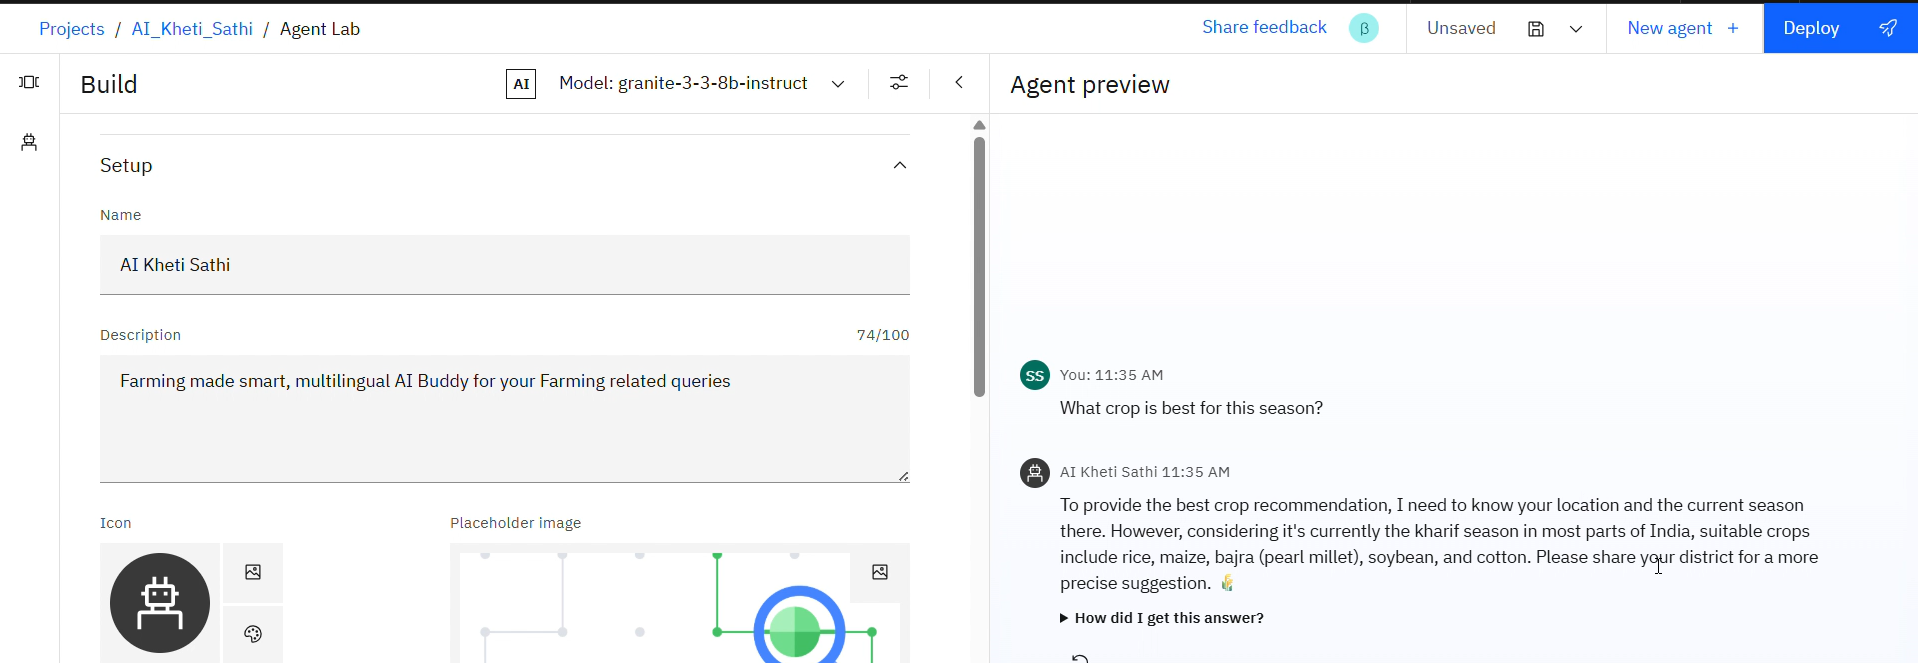 Projects / AI_Kheti_Sathi / Agent Lab
Share feedback β Unsaved New agent + Deploy
Build
AI Model: granite-3-3-8b-instruct
Agent preview
Setup
Name
AI Kheti Sathi
Description 74/100
Farming made smart, multilingual AI Buddy for your Farming related queries
Icon Placeholder image
SS You: 11:35 AM
What crop is best for this season?
AI Kheti Sathi 11:35 AM
To provide the best crop recommendation, I need to know your location and the current season
there. However, considering it's currently the kharif season in most parts of India, suitable crops
include rice, maize, bajra (pearl millet), soybean, and cotton. Please share your district for a more
precise suggestion. 🌾
▶ How did I get this answer?